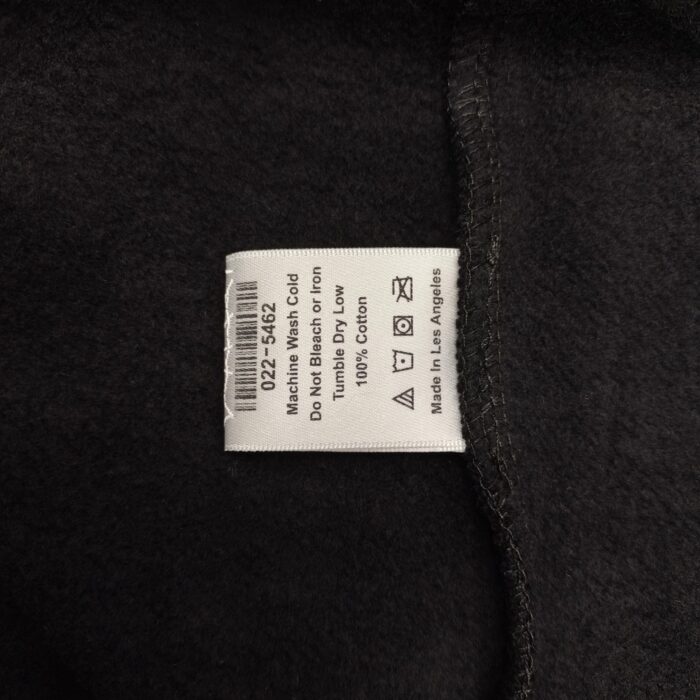 022-5462
Machine Wash Cold
Do Not Bleach or Iron
Tumble Dry Low
100% Cotton
Made In Les Angeles